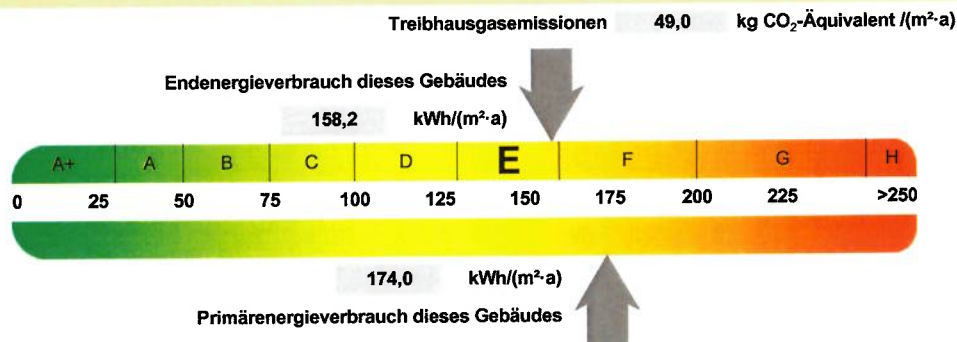 Treibhausgasemissionen 49,0 kg CO₂-Äquivalent /(m²·a)
Endenergieverbrauch dieses Gebäudes
158,2 kWh/(m²·a)
A+ A B C D E F G H
0 25 50 75 100 125 150 175 200 225 >250
174,0 kWh/(m²·a)
Primärenergieverbrauch dieses Gebäudes